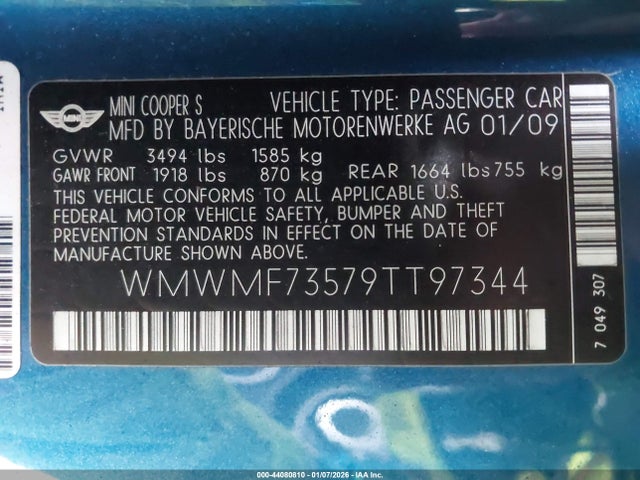 MINI
MINI COOPER S VEHICLE TYPE: PASSENGER CAR
MFD BY BAYERISCHE MOTORENWERKE AG 01/09
GVWR 3494 lbs 1585 kg
GAWR FRONT 1918 lbs 870 kg REAR 1664 lbs 755 kg
THIS VEHICLE CONFORMS TO ALL APPLICABLE U.S.
FEDERAL MOTOR VEHICLE SAFETY, BUMPER AND THEFT
PREVENTION STANDARDS IN EFFECT ON THE DATE OF
MANUFACTURE SHOWN ABOVE.
WMWMF73579TT97344
7 049 307
000-44080810 - 01/07/2026 - IAA Inc.